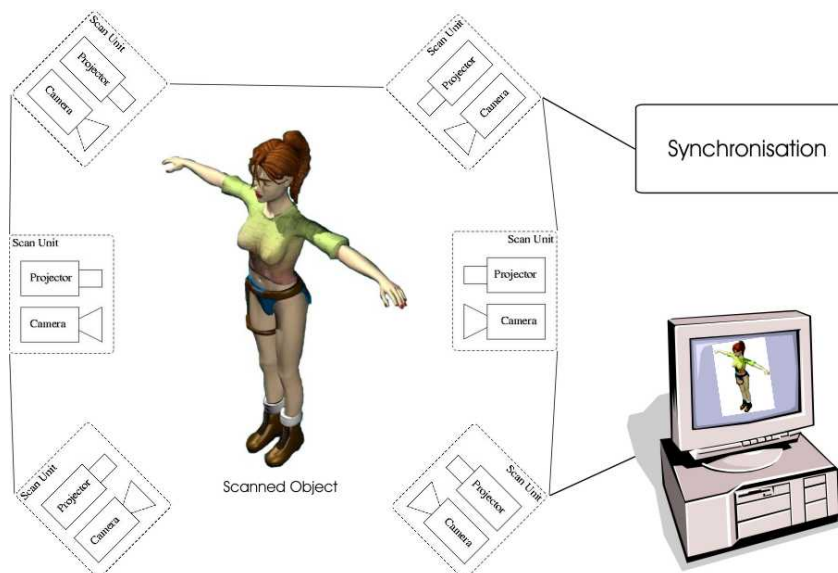 Scan Unit
Projector
Camera
Scan Unit
Projector
Camera
Synchronisation
Scan Unit
Projector
Camera
Scan Unit
Projector
Camera
Scan Unit
Projector
Camera
Scan Unit
Projector
Camera
Scanned Object